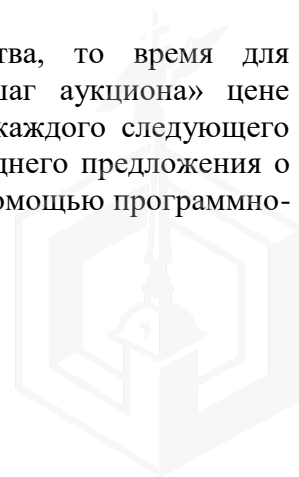 тва, то время для
шаг аукциона» цене
каждого следующего
днего предложения о
омощью программно-